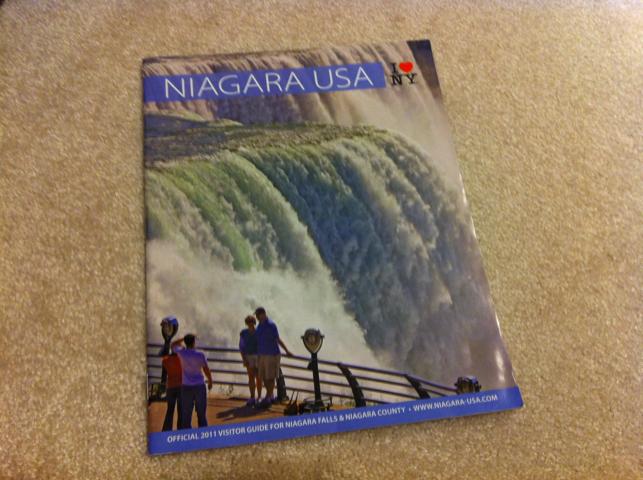 NIAGARA USA
I ♥
NY
OFFICIAL 2011 VISITOR GUIDE FOR NIAGARA FALLS & NIAGARA COUNTY • WWW.NIAGARA-USA.COM